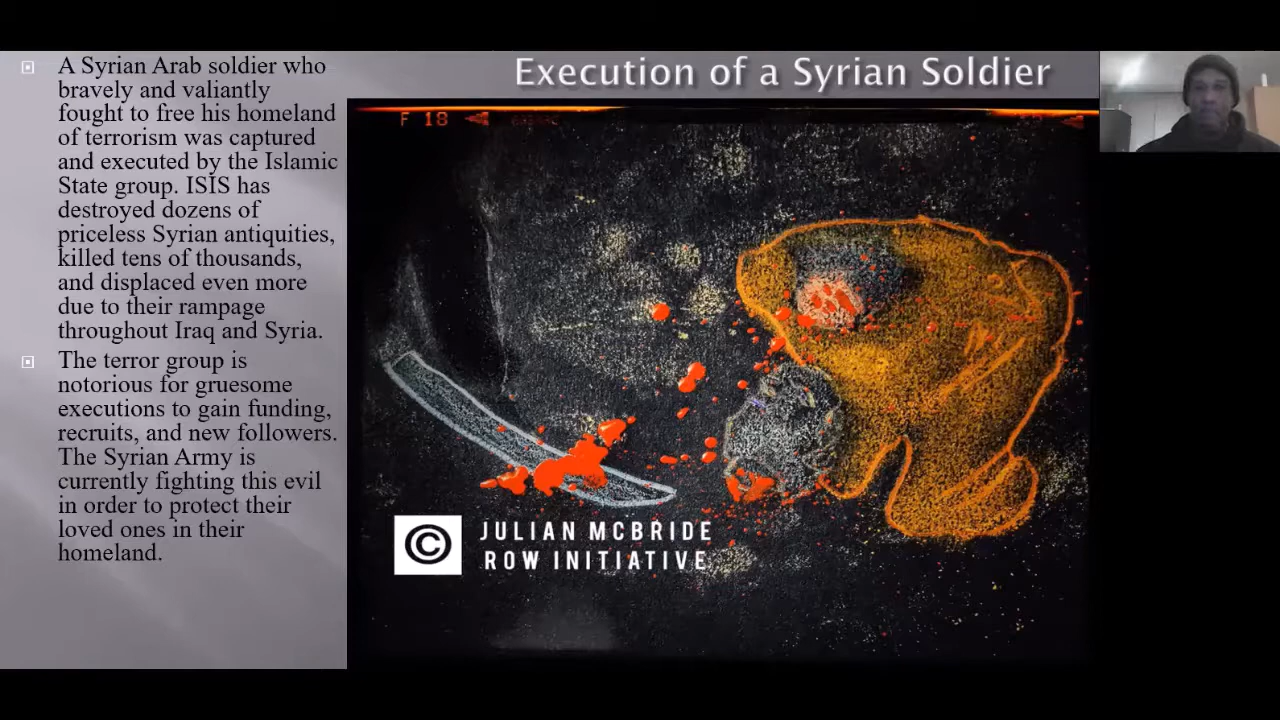 Execution of a Syrian Soldier
A Syrian Arab soldier who
bravely and valiantly
fought to free his homeland
of terrorism was captured
and executed by the Islamic
State group. ISIS has
destroyed dozens of
priceless Syrian antiquities,
killed tens of thousands,
and displaced even more
due to their rampage
throughout Iraq and Syria.
The terror group is
notorious for gruesome
executions to gain funding,
recruits, and new followers.
The Syrian Army is
currently fighting this evil
in order to protect their
loved ones in their
homeland.
F 18
©
JULIAN MCBRIDE
ROW INITIATIVE